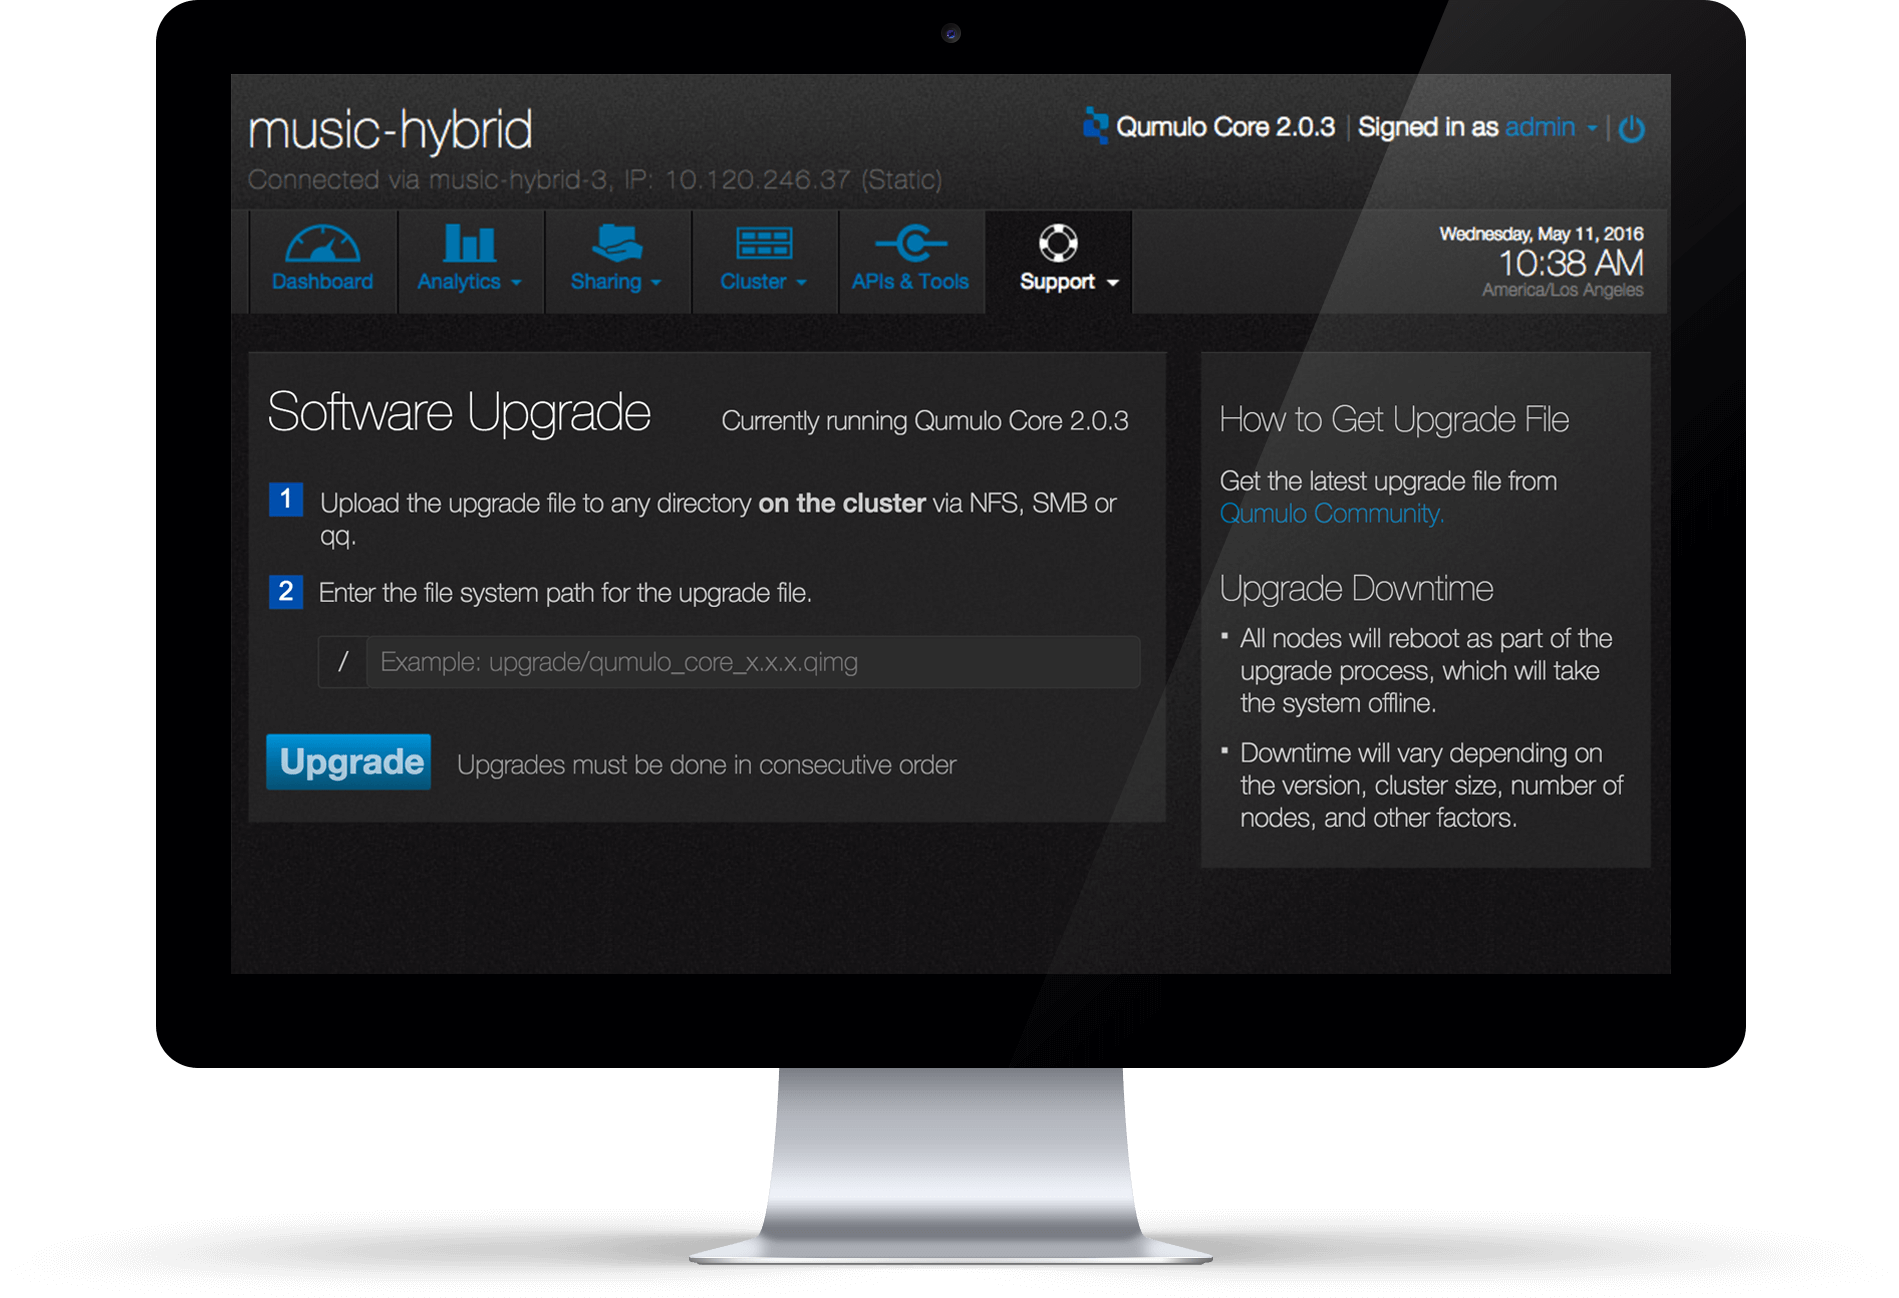 music-hybrid
Qumulo Core 2.0.3 | Signed in as admin
Connected via music-hybrid-3, IP: 10.120.246.37 (Static)
Dashboard
Analytics
Sharing
Cluster
APIs & Tools
Support
Wednesday, May 11, 2016
10:38 AM
America/Los Angeles
Software Upgrade
Currently running Qumulo Core 2.0.3
1 Upload the upgrade file to any directory on the cluster via NFS, SMB or
qq.
2 Enter the file system path for the upgrade file.
/ Example: upgrade/qumulo_core_x.x.x.qimg
Upgrade
Upgrades must be done in consecutive order
How to Get Upgrade File
Get the latest upgrade file from
Qumulo Community.
Upgrade Downtime
▪ All nodes will reboot as part of the
upgrade process, which will take
the system offline.
▪ Downtime will vary depending on
the version, cluster size, number of
nodes, and other factors.